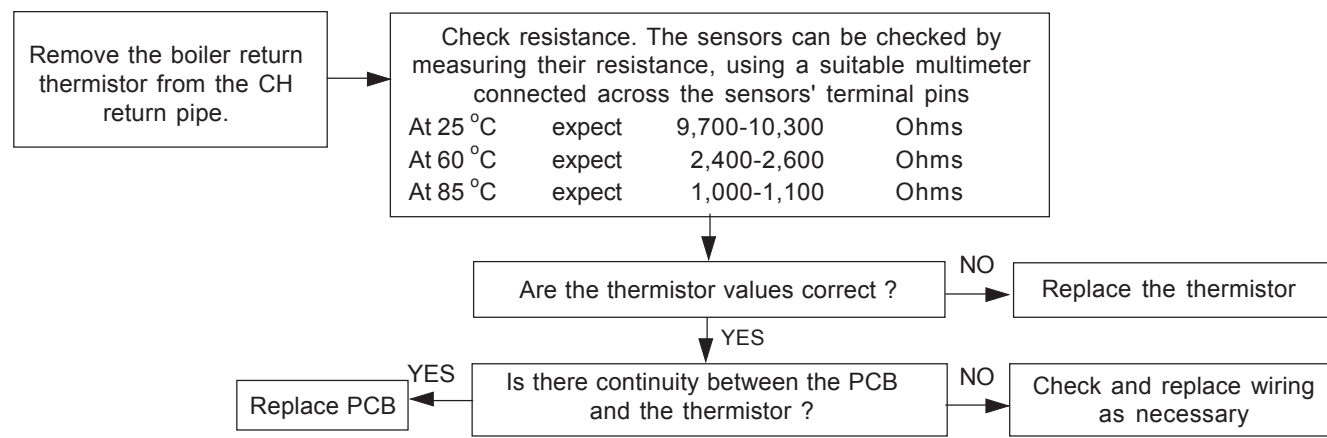 Remove the boiler return
thermistor from the CH
return pipe.
Check resistance. The sensors can be checked by
measuring their resistance, using a suitable multimeter
connected across the sensors' terminal pins
At 25 °C expect 9,700-10,300 Ohms
At 60 °C expect 2,400-2,600 Ohms
At 85 °C expect 1,000-1,100 Ohms
Are the thermistor values correct ?
NO
Replace the thermistor
YES
Is there continuity between the PCB
and the thermistor ?
YES
Replace PCB
NO
Check and replace wiring
as necessary